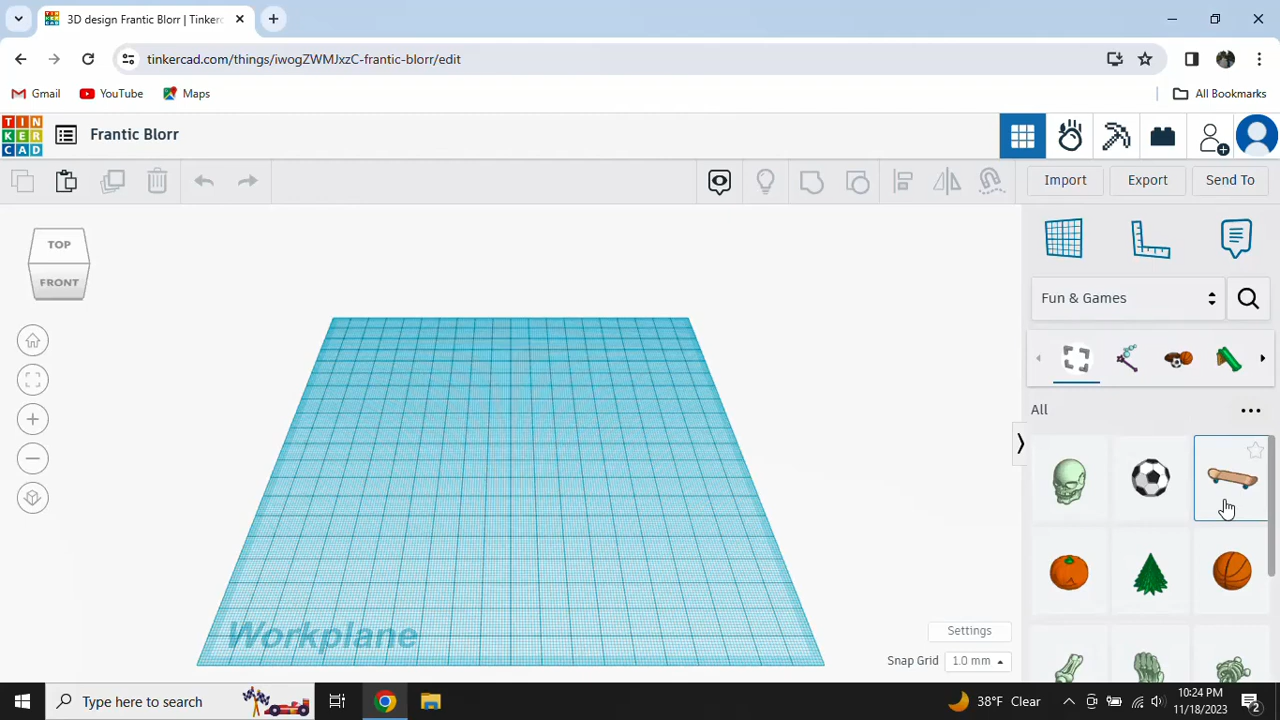 3D design Frantic Blorr | Tinker
tinkercad.com/things/iwogZWMJxzC-frantic-blorr/edit
Gmail YouTube Maps All Bookmarks
TIN
KER
CAD
Frantic Blorr
Import Export Send To
TOP
FRONT
Fun & Games
All
Workplane
Settings
Snap Grid 1.0 mm
Type here to search
38°F Clear
10:24 PM
11/18/2023
2